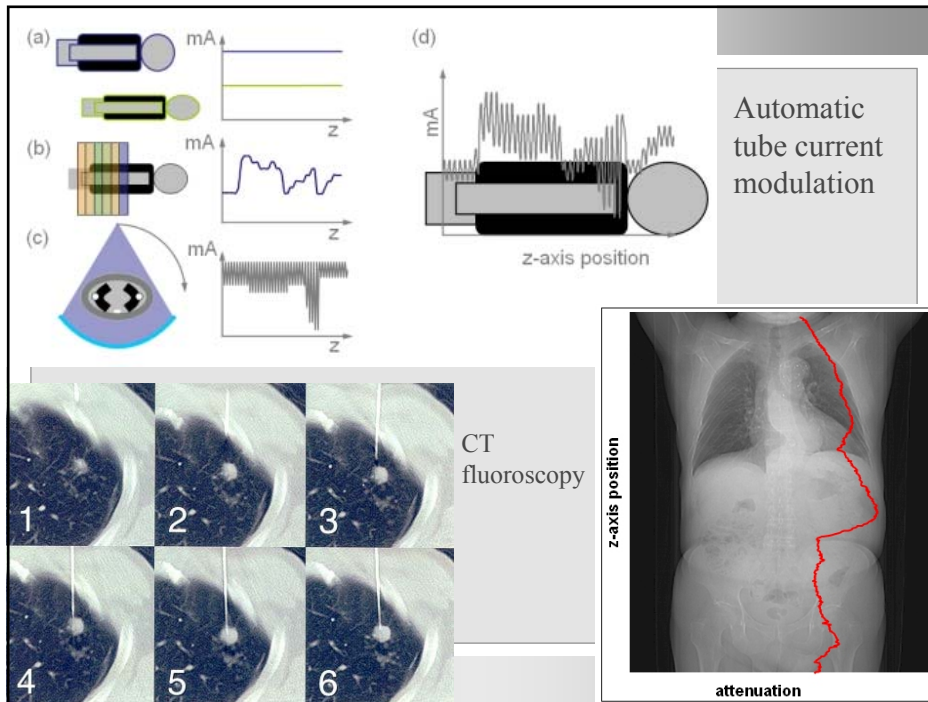 (a)
mA
z
(b)
mA
z
(c)
mA
z
(d)
mA
z-axis position
Automatic
tube current
modulation
CT
fluoroscopy
1
2
3
4
5
6
z-axis position
attenuation